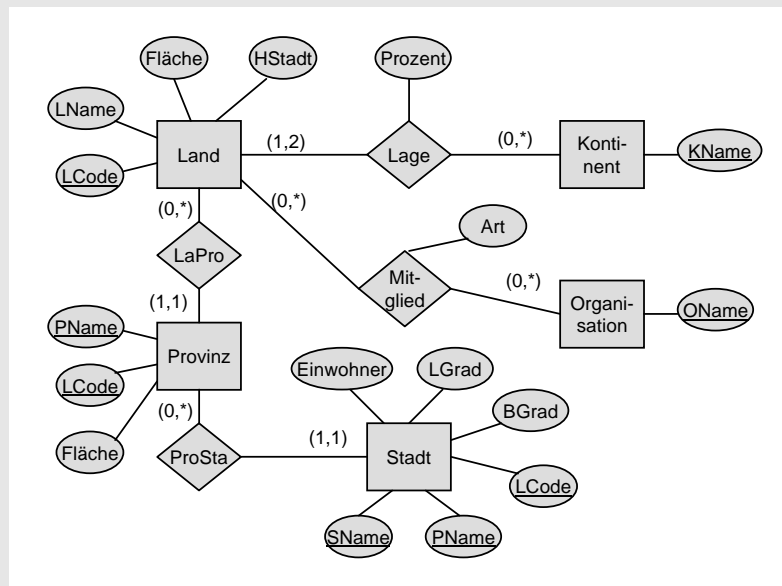 Fläche
HStadt
Prozent
LName
(1,2)
(0,*)
Land
Lage
Konti-
nent
KName
LCode
(0,*)
(0,*)
Art
LaPro
Mit-
glied
(0,*)
(1,1)
Organi-
sation
OName
PName
Provinz
LCode
Einwohner
LGrad
(0,*)
BGrad
Fläche
ProSta
(1,1)
Stadt
LCode
SName
PName